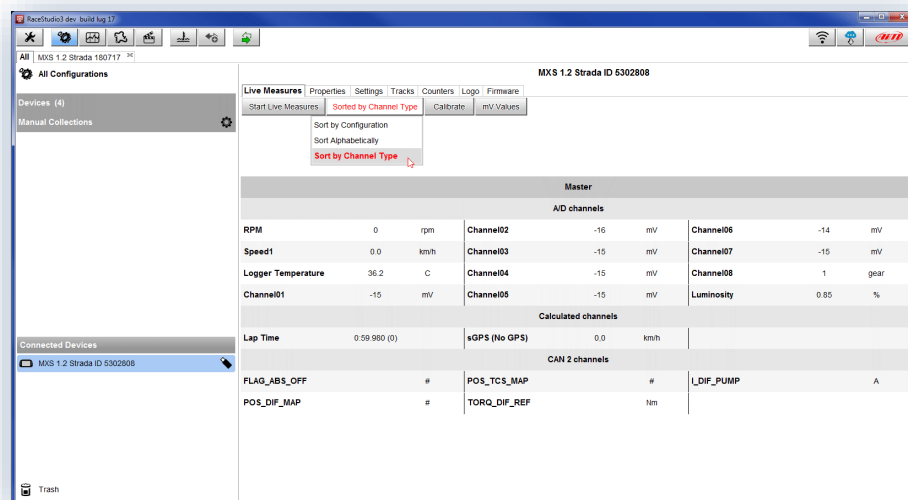 RaceStudio3 dev build lug 17
AiM
All MXS 1.2 Strada 180717
All Configurations
Devices (4)
Manual Collections
Connected Devices
MXS 1.2 Strada ID 5302808
Trash
MXS 1.2 Strada ID 5302808
Live Measures Properties Settings Tracks Counters Logo Firmware
Start Live Measures Sorted by Channel Type Calibrate mV Values
Sort by Configuration
Sort Alphabetically
Sort by Channel Type
Master
A/D channels
RPM 0 rpm Channel02 -16 mV Channel06 -14 mV
Speed1 0.0 km/h Channel03 -15 mV Channel07 -15 mV
Logger Temperature 36.2 C Channel04 -15 mV Channel08 1 gear
Channel01 -15 mV Channel05 -15 mV Luminosity 0.85 %
Calculated channels
Lap Time 0:59.980 (0) sGPS (No GPS) 0.0 km/h
CAN 2 channels
FLAG_ABS_OFF # POS_TCS_MAP # I_DIF_PUMP A
POS_DIF_MAP # TORQ_DIF_REF Nm